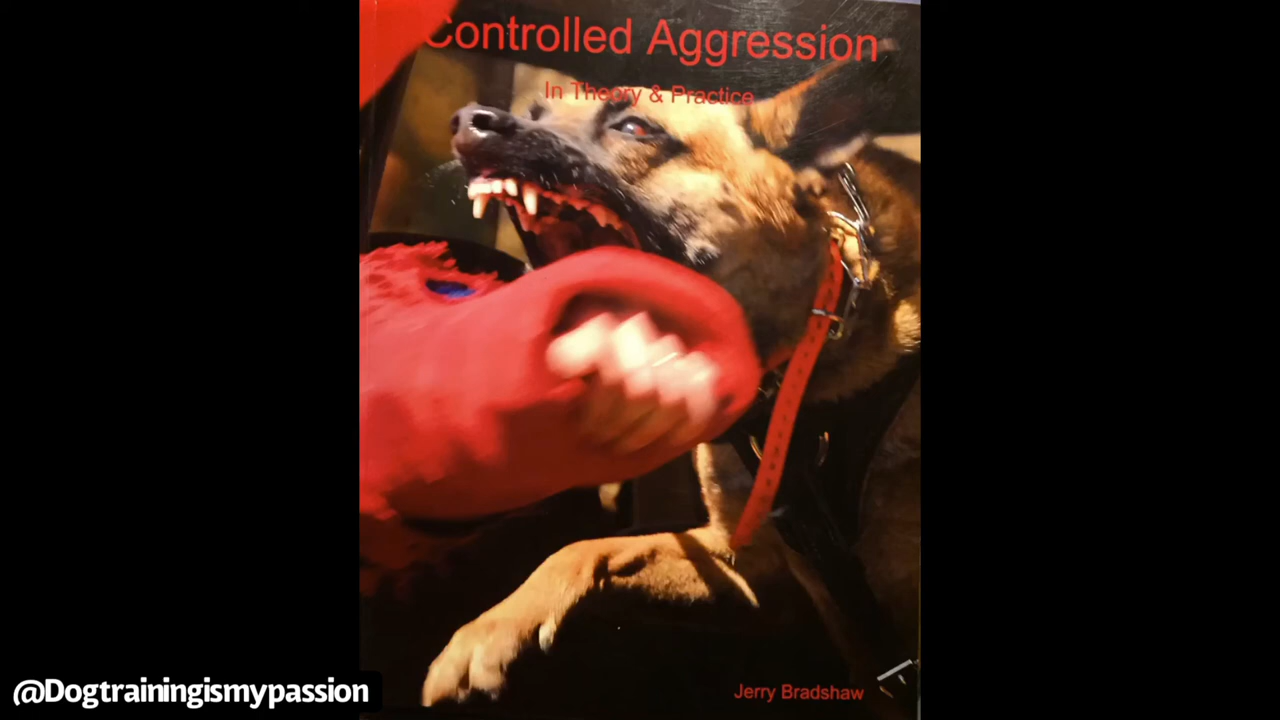 Controlled Aggression
In Theory & Practice
Jerry Bradshaw
@Dogtrainingismypassion